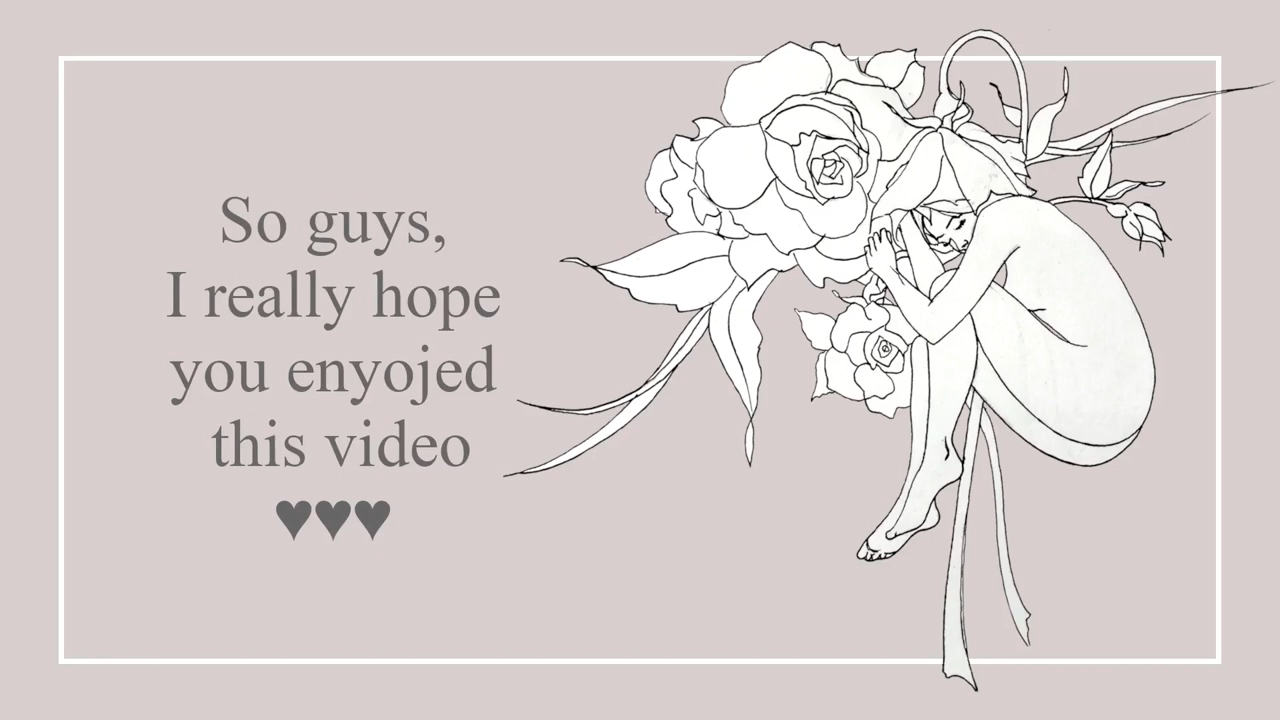 So guys,
I really hope
you enyojed
this video
♥♥♥